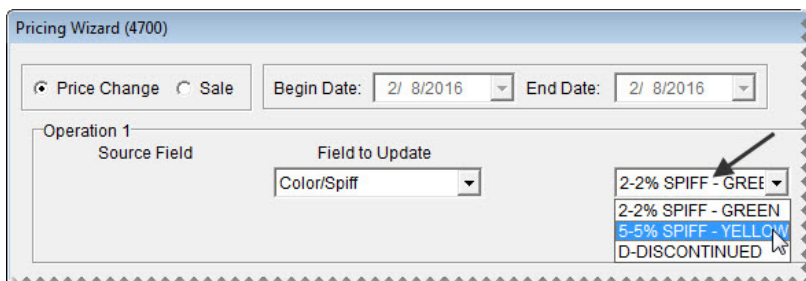 Pricing Wizard (4700)
Price Change Sale Begin Date: 2/ 8/2016 End Date: 2/ 8/2016
Operation 1
Source Field Field to Update
Color/Spiff 2-2% SPIFF - GREE
2-2% SPIFF - GREEN
5-5% SPIFF - YELLOW
D-DISCONTINUED